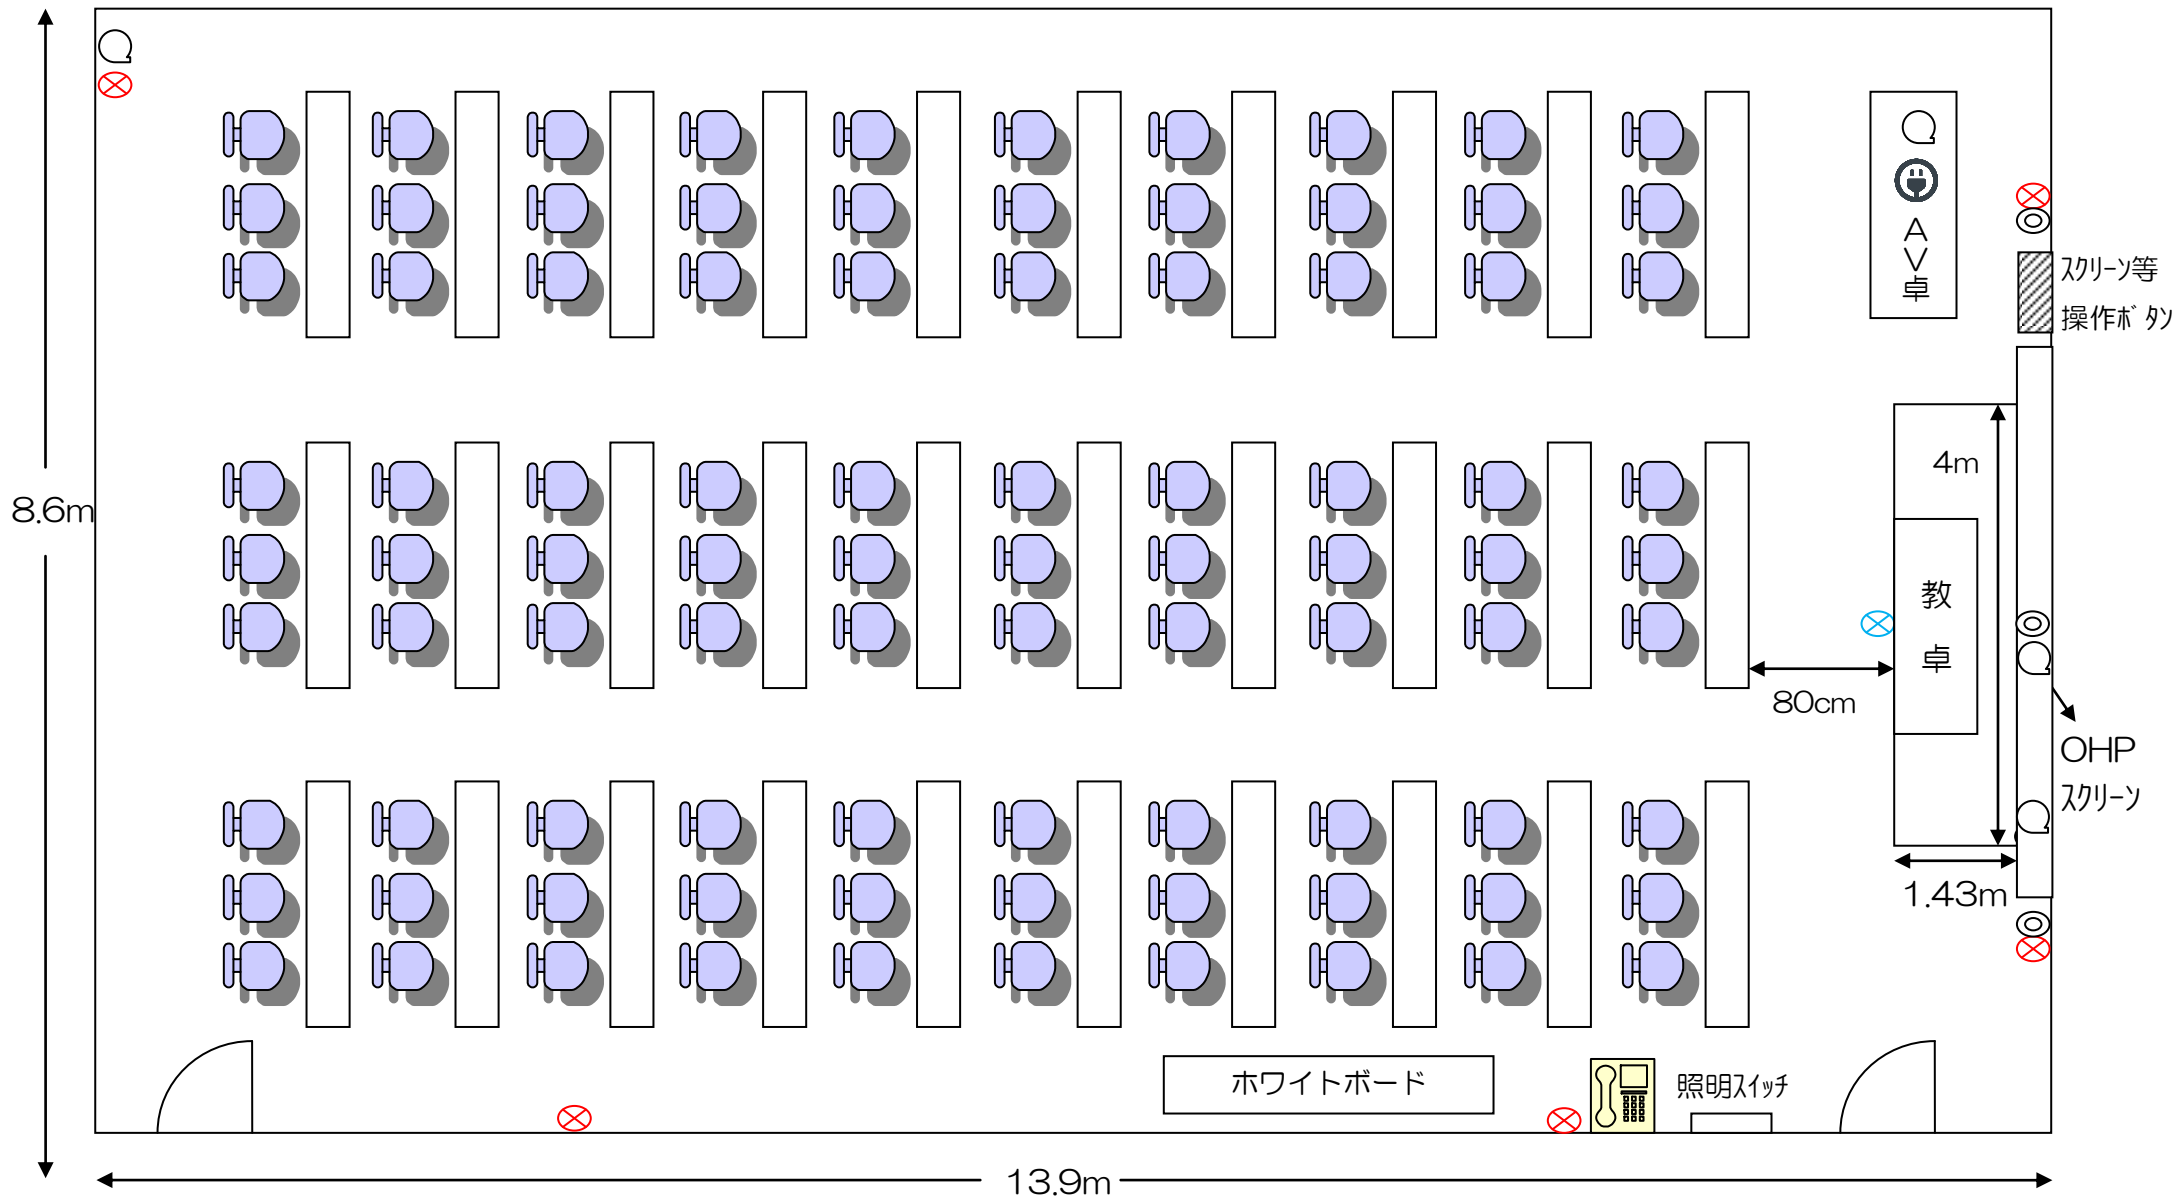 AV卓
スクリーン等
操作ボタン
8.6m
4m
教卓
80cm
OHP
スクリーン
1.43m
ホワイトボード
照明スイッチ
13.9m